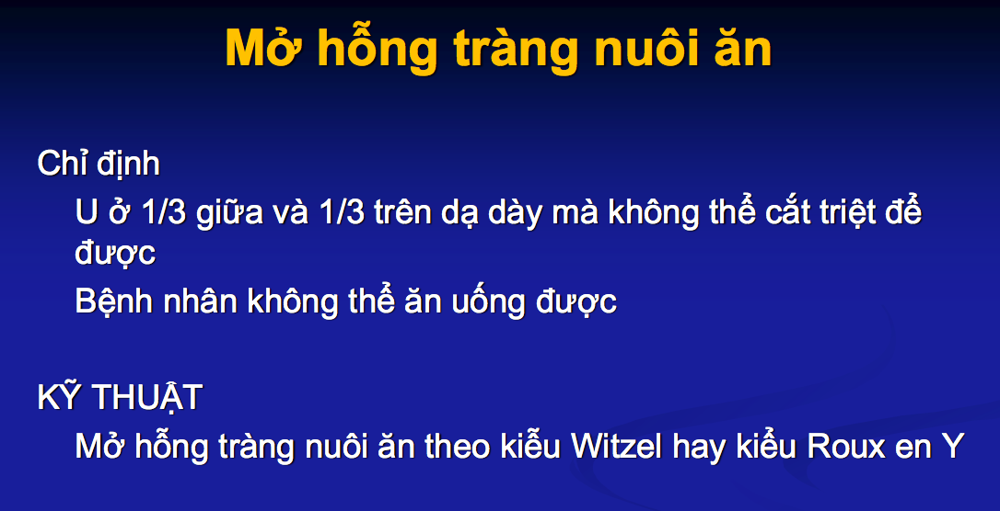 Mở hỗng tràng nuôi ăn
Chỉ định
U ở 1/3 giữa và 1/3 trên dạ dày mà không thể cắt triệt để
được
Bệnh nhân không thể ăn uống được
KỸ THUẬT
Mở hỗng tràng nuôi ăn theo kiễu Witzel hay kiểu Roux en Y